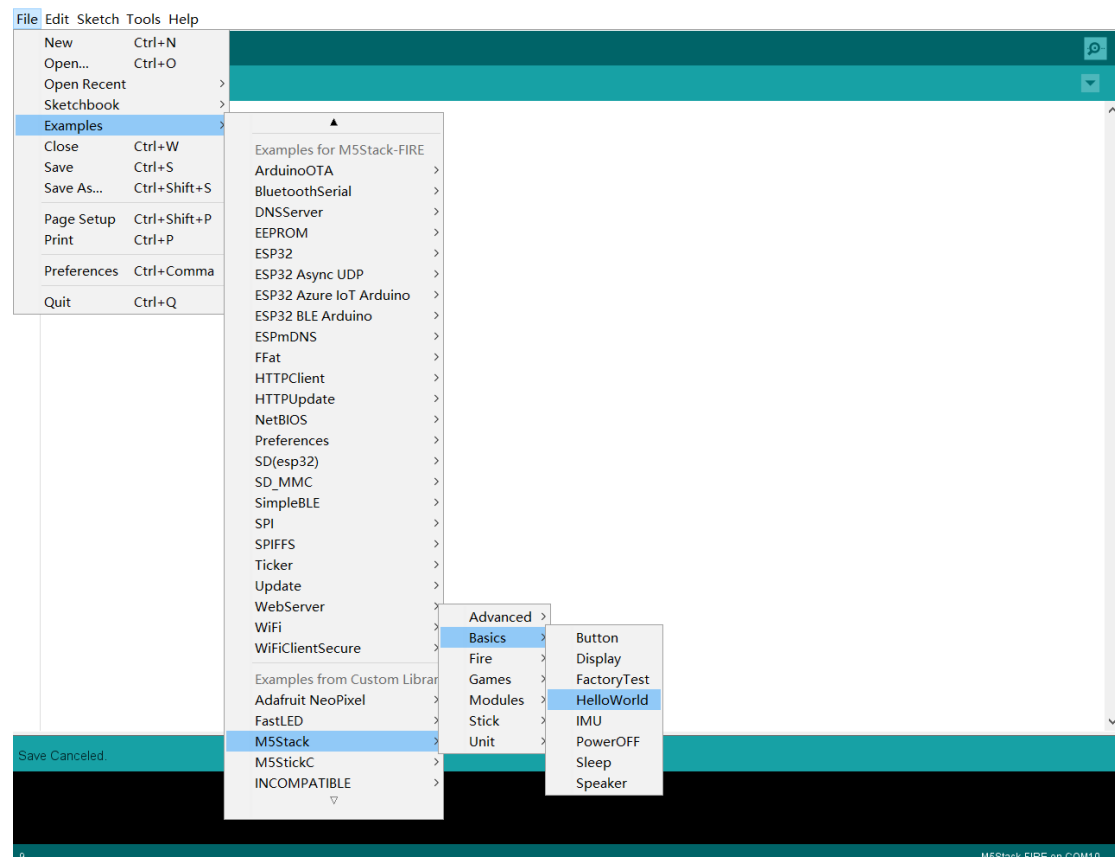 File Edit Sketch Tools Help
New Ctrl+N
Open... Ctrl+O
Open Recent
Sketchbook
Examples
Close Ctrl+W
Save Ctrl+S
Save As... Ctrl+Shift+S
Page Setup Ctrl+Shift+P
Print Ctrl+P
Preferences Ctrl+Comma
Quit Ctrl+Q
Examples for M5Stack-FIRE
ArduinoOTA
BluetoothSerial
DNSServer
EEPROM
ESP32
ESP32 Async UDP
ESP32 Azure IoT Arduino
ESP32 BLE Arduino
ESPmDNS
FFat
HTTPClient
HTTPUpdate
NetBIOS
Preferences
SD(esp32)
SD_MMC
SimpleBLE
SPI
SPIFFS
Ticker
Update
WebServer
WiFi
WiFiClientSecure
Examples from Custom Librar
Adafruit NeoPixel
FastLED
M5Stack
M5StickC
INCOMPATIBLE
Advanced
Basics
Fire
Games
Modules
Stick
Unit
Button
Display
FactoryTest
HelloWorld
IMU
PowerOFF
Sleep
Speaker
Save Canceled.
9
M5Stack-FIRE on COM10